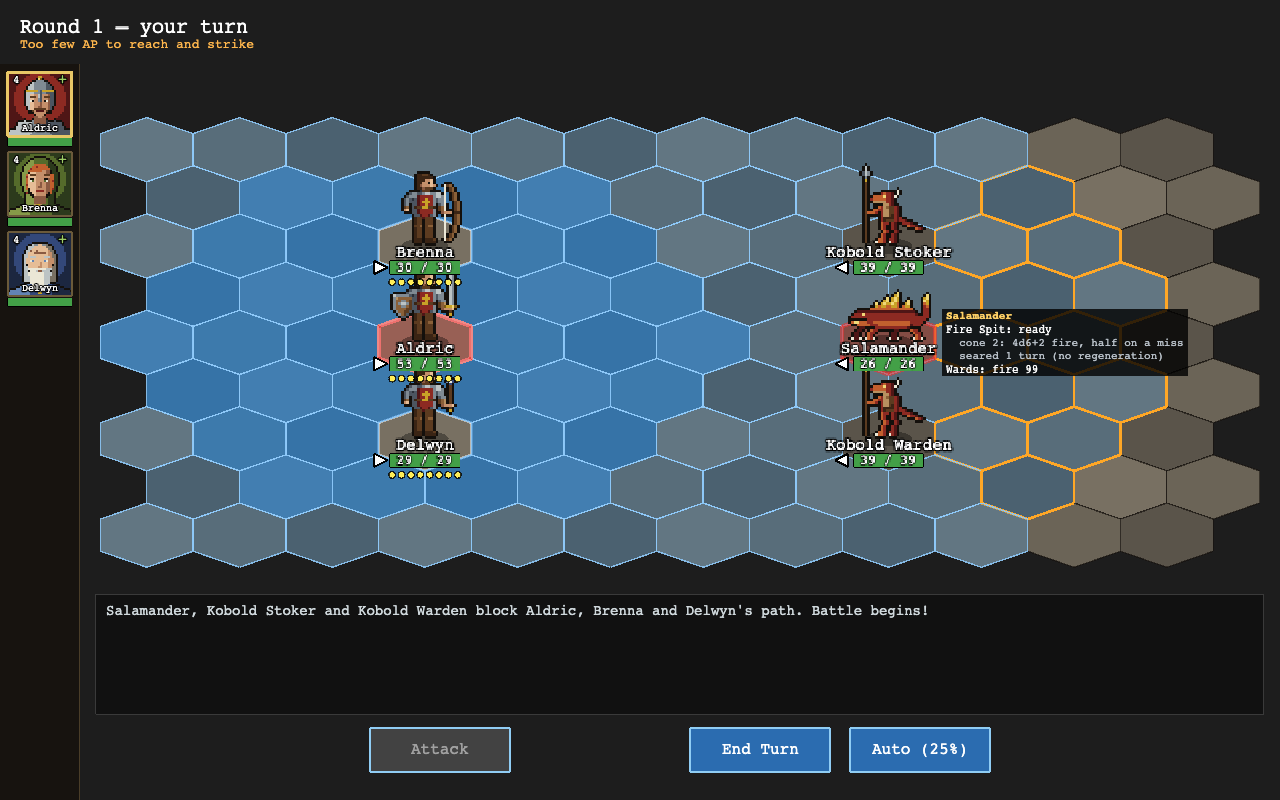 Round 1 — your turn
Too few AP to reach and strike
4 +
Aldric
4 +
Brenna
4 +
Delwyn
Brenna
30 / 30
Kobold Stoker
39 / 39
Aldric
53 / 53
Salamander
26 / 26
Salamander
Fire Spit: ready
cone 2: 4d6+2 fire, half on a miss
seared 1 turn (no regeneration)
Wards: fire 99
Delwyn
29 / 29
Kobold Warden
39 / 39
Salamander, Kobold Stoker and Kobold Warden block Aldric, Brenna and Delwyn's path. Battle begins!
Attack
End Turn
Auto (25%)